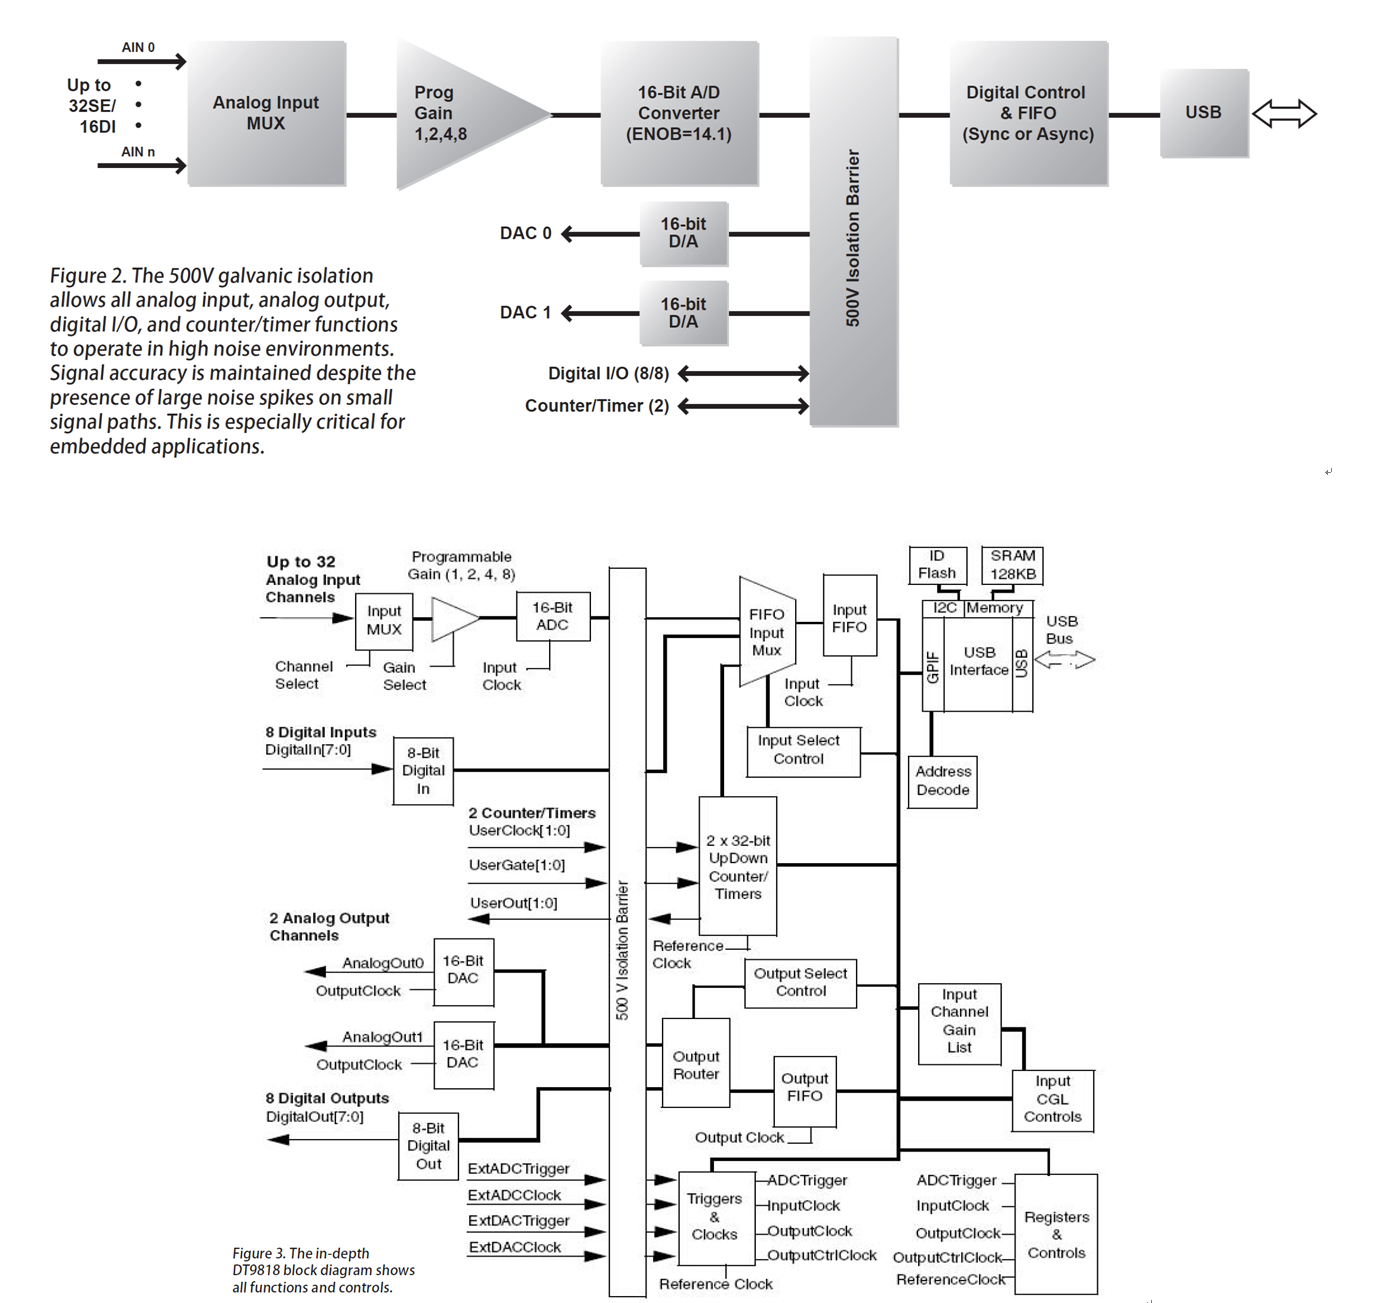 AIN 0
Up to
32SE/
16DI
AIN n
Analog Input
MUX
Prog
Gain
1,2,4,8
16-Bit A/D
Converter
(ENOB=14.1)
500V Isolation Barrier
Digital Control
& FIFO
(Sync or Async)
USB
DAC 0
16-bit
D/A
DAC 1
16-bit
D/A
Digital I/O (8/8)
Counter/Timer (2)
Figure 2. The 500V galvanic isolation
allows all analog input, analog output,
digital I/O, and counter/timer functions
to operate in high noise environments.
Signal accuracy is maintained despite the
presence of large noise spikes on small
signal paths. This is especially critical for
embedded applications.
Up to 32
Analog Input
Channels
Programmable
Gain (1, 2, 4, 8)
Input
MUX
16-Bit
ADC
Channel
Select
Gain
Select
Input
Clock
FIFO
Input
Mux
Input
FIFO
Input
Clock
ID
Flash
SRAM
128KB
I2C
Memory
GPIF
USB
Interface
USB
USB
Bus
8 Digital Inputs
DigitalIn[7:0]
8-Bit
Digital
In
Input Select
Control
Address
Decode
2 Counter/Timers
UserClock[1:0]
UserGate[1:0]
UserOut[1:0]
2 x 32-bit
UpDown
Counter/
Timers
Reference
Clock
500 V Isolation Barrier
2 Analog Output
Channels
AnalogOut0
OutputClock
16-Bit
DAC
AnalogOut1
OutputClock
16-Bit
DAC
Output Select
Control
Output
Router
Output
FIFO
Output Clock
Input
Channel
Gain
List
Input
CGL
Controls
8 Digital Outputs
DigitalOut[7:0]
8-Bit
Digital
Out
ExtADCTrigger
ExtADCClock
ExtDACTrigger
ExtDACClock
Triggers
&
Clocks
ADCTrigger
InputClock
OutputClock
OutputCtrlClock
Reference Clock
ADCTrigger
InputClock
OutputClock
OutputCtrlClock
ReferenceClock
Registers
&
Controls
Figure 3. The in-depth
DT9818 block diagram shows
all functions and controls.